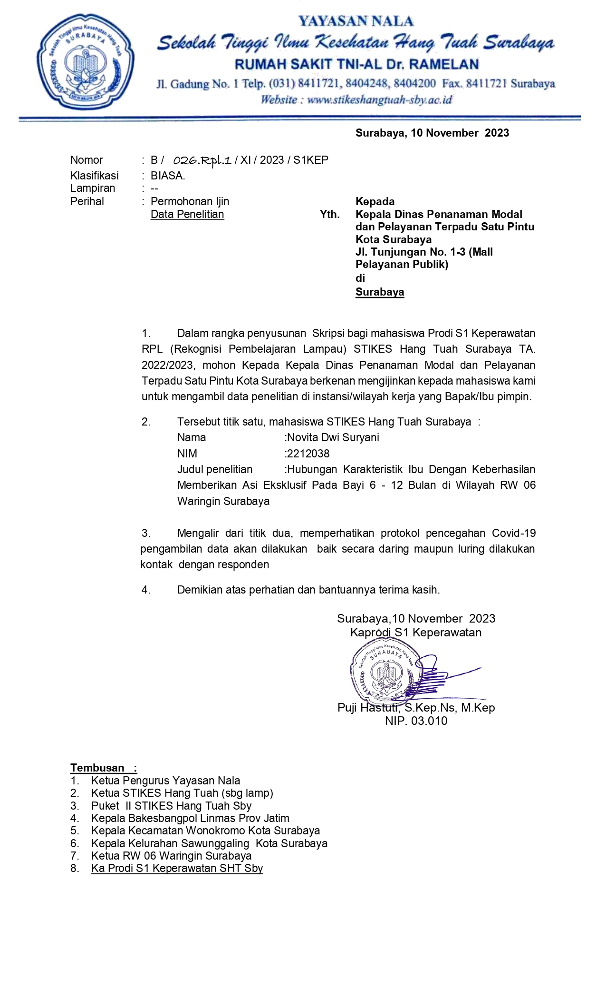 YAYASAN NALA
Sekolah Tinggi Ilmu Kesehatan Hang Tuah Surabaya
RUMAH SAKIT TNI-AL Dr. RAMELAN
Jl. Gadung No. 1 Telp. (031) 8411721, 8404248, 8404200 Fax. 8411721 Surabaya
Website : www.stikeshangtuah-sby.ac.id
Sekolah Tinggi Ilmu Kesehatan Hang Tuah
SURABAYA
Surabaya, 10 November 2023
Nomor : B / 026.Rpl.1 / XI / 2023 / S1KEP
Klasifikasi : BIASA.
Lampiran : --
Perihal : Permohonan Ijin
Data Penelitian
Kepada
Yth. Kepala Dinas Penanaman Modal
dan Pelayanan Terpadu Satu Pintu
Kota Surabaya
Jl. Tunjungan No. 1-3 (Mall
Pelayanan Publik)
di
Surabaya
1. Dalam rangka penyusunan Skripsi bagi mahasiswa Prodi S1 Keperawatan
RPL (Rekognisi Pembelajaran Lampau) STIKES Hang Tuah Surabaya TA.
2022/2023, mohon Kepada Kepala Dinas Penanaman Modal dan Pelayanan
Terpadu Satu Pintu Kota Surabaya berkenan mengijinkan kepada mahasiswa kami
untuk mengambil data penelitian di instansi/wilayah kerja yang Bapak/Ibu pimpin.
2. Tersebut titik satu, mahasiswa STIKES Hang Tuah Surabaya :
Nama :Novita Dwi Suryani
NIM :2212038
Judul penelitian :Hubungan Karakteristik Ibu Dengan Keberhasilan
Memberikan Asi Eksklusif Pada Bayi 6 - 12 Bulan di Wilayah RW 06
Waringin Surabaya
3. Mengalir dari titik dua, memperhatikan protokol pencegahan Covid-19
pengambilan data akan dilakukan baik secara daring maupun luring dilakukan
kontak dengan responden
4. Demikian atas perhatian dan bantuannya terima kasih.
Surabaya,10 November 2023
Kaprodi S1 Keperawatan
Sekolah Tinggi Ilmu Kesehatan Hang Tuah
SURABAYA
Puji Hastuti, S.Kep.Ns, M.Kep
NIP. 03.010
Tembusan :
1. Ketua Pengurus Yayasan Nala
2. Ketua STIKES Hang Tuah (sbg lamp)
3. Puket II STIKES Hang Tuah Sby
4. Kepala Bakesbangpol Linmas Prov Jatim
5. Kepala Kecamatan Wonokromo Kota Surabaya
6. Kepala Kelurahan Sawunggaling Kota Surabaya
7. Ketua RW 06 Waringin Surabaya
8. Ka Prodi S1 Keperawatan SHT Sby